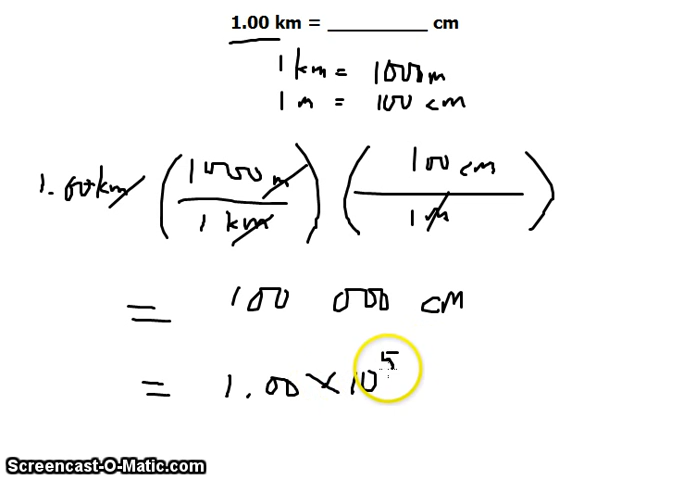 1.00 km = __________ cm
1 km = 1000 m
1 m = 100 cm
1.00 km (1000 m / 1 km) (100 cm / 1 m)
= 100 000 cm
= 1.00 × 10⁵
Screencast-O-Matic.com